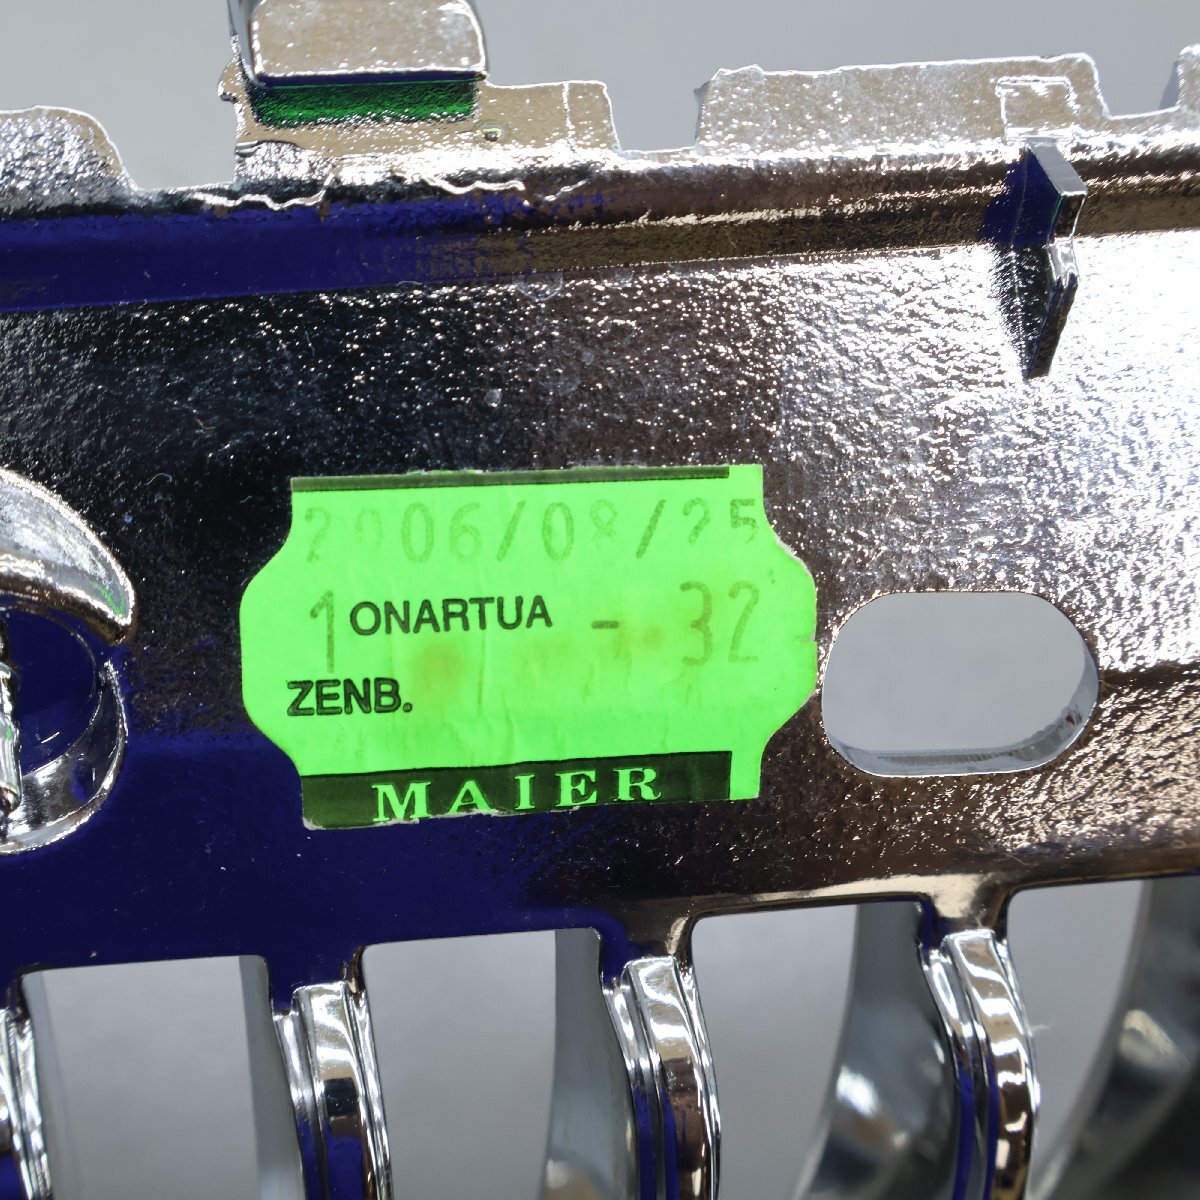 2006/08/25
1 ONARTUA - 32
ZENB.
MAIER